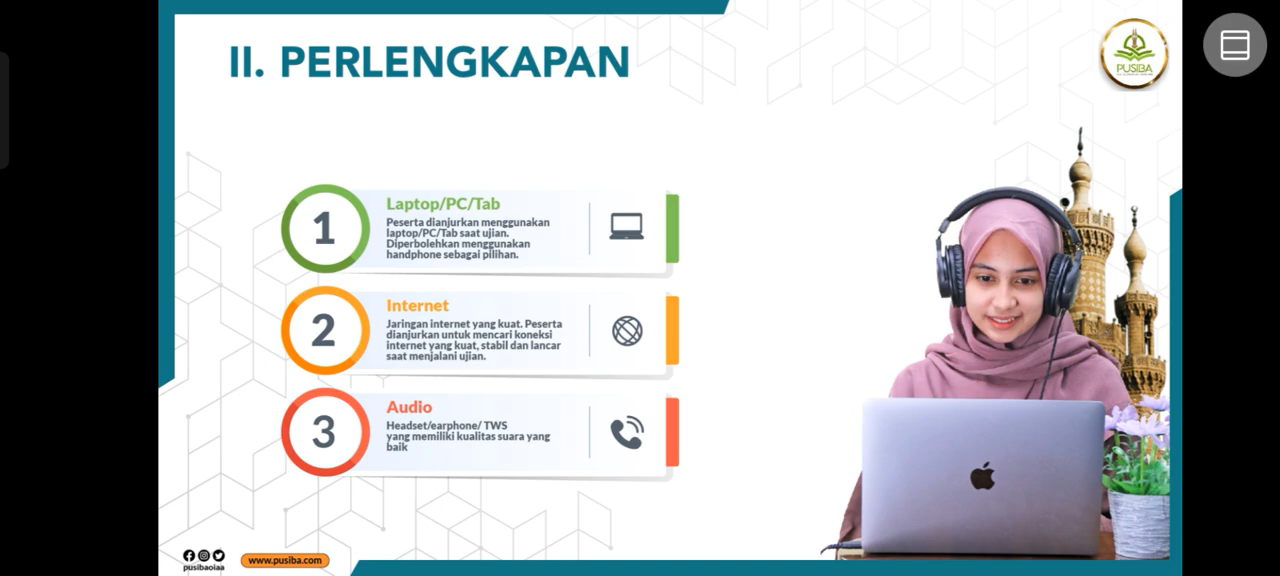 II. PERLENGKAPAN
PUSIBA
1
Laptop/PC/Tab
Peserta dianjurkan menggunakan
laptop/PC/Tab saat ujian.
Diperbolehkan menggunakan
handphone sebagai pilihan.
2
Internet
Jaringan internet yang kuat. Peserta
dianjurkan untuk mencari koneksi
internet yang kuat, stabil dan lancar
saat menjalani ujian.
3
Audio
Headset/earphone/ TWS
yang memiliki kualitas suara yang
baik
pusibaoiaa
www.pusiba.com